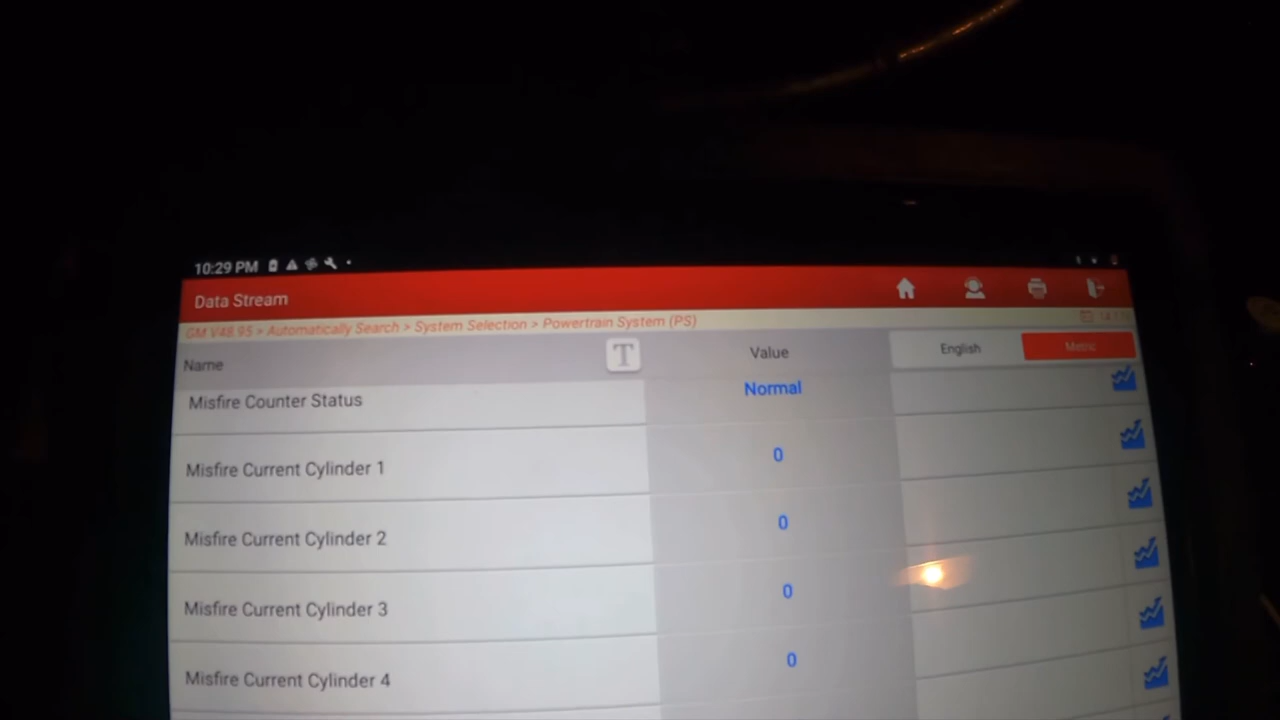 10:29 PM
Data Stream
GM V48.95 > Automatically Search > System Selection > Powertrain System (PS)
Name T Value English Metric
Misfire Counter Status Normal
Misfire Current Cylinder 1 0
Misfire Current Cylinder 2 0
Misfire Current Cylinder 3 0
Misfire Current Cylinder 4 0